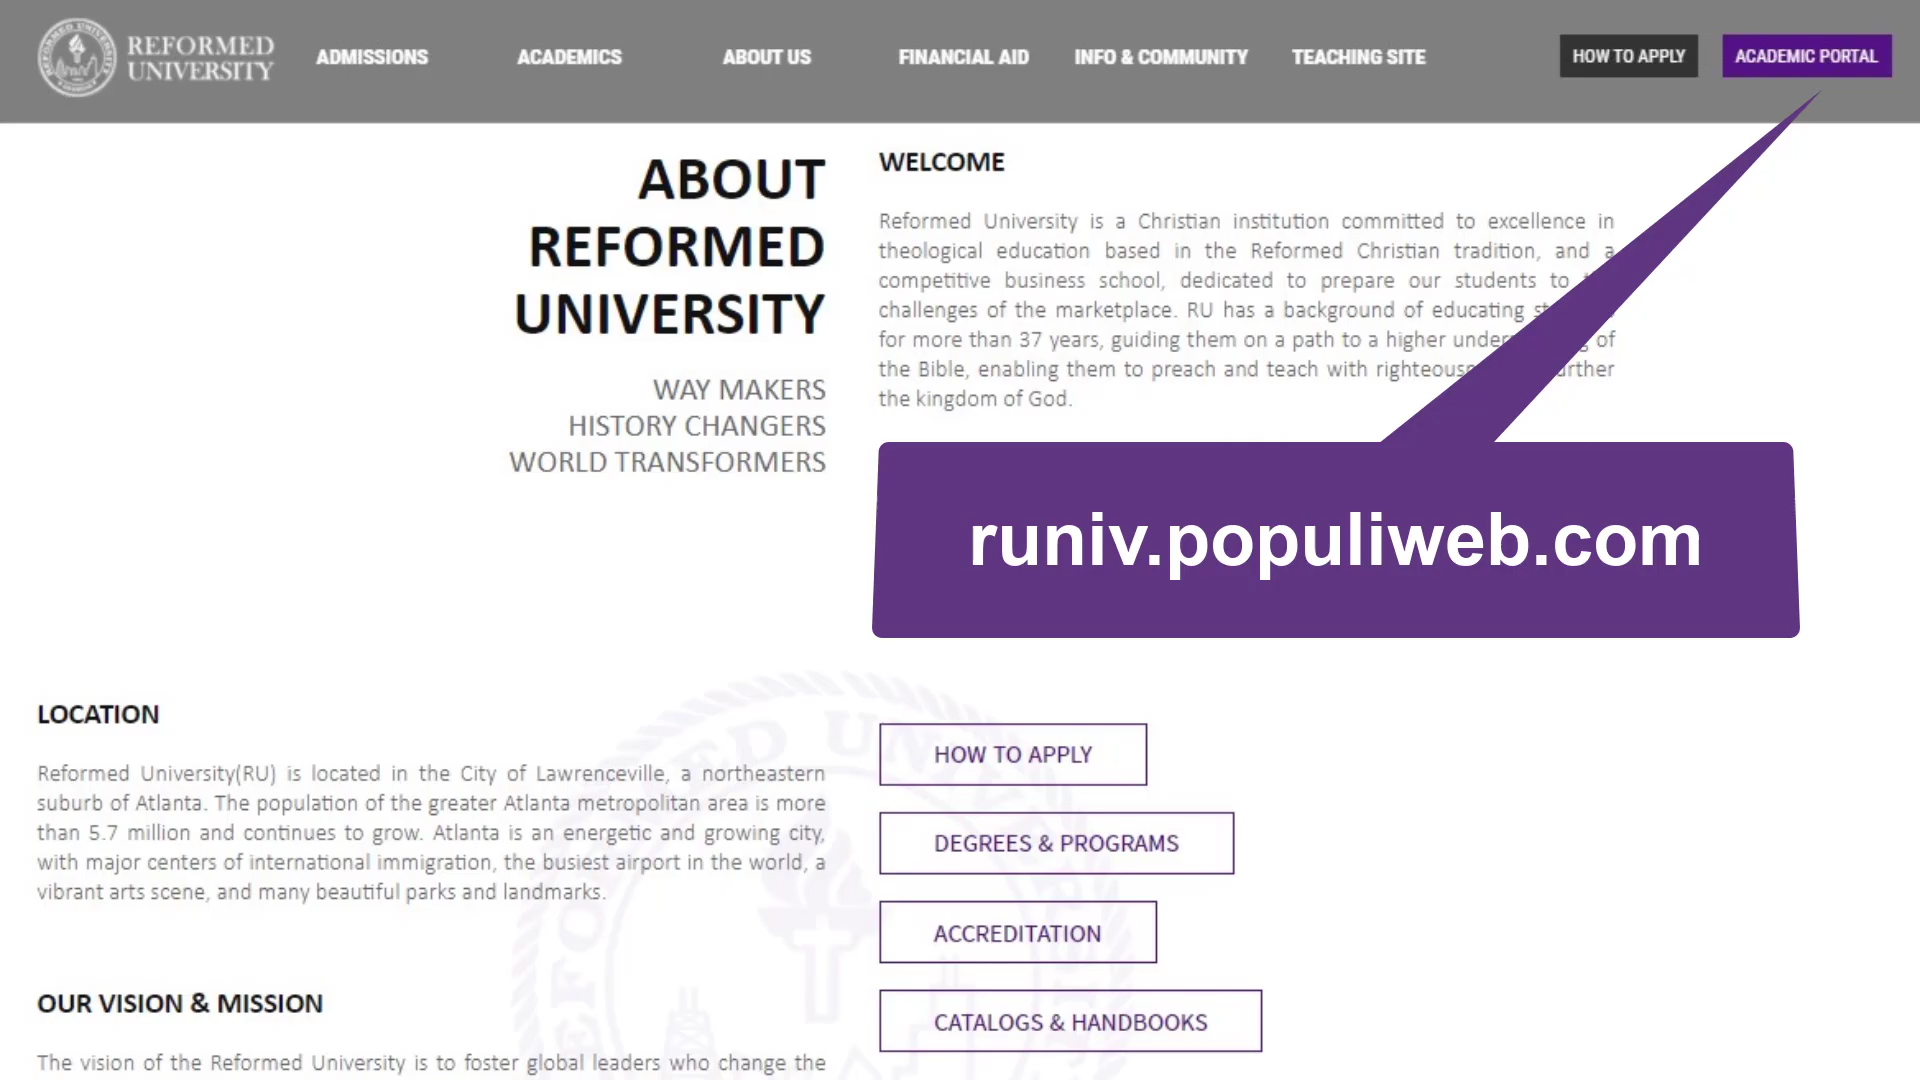 REFORMED
UNIVERSITY
ADMISSIONS
ACADEMICS
ABOUT US
FINANCIAL AID
INFO & COMMUNITY
TEACHING SITE
HOW TO APPLY
ACADEMIC PORTAL
ABOUT
REFORMED
UNIVERSITY
WAY MAKERS
HISTORY CHANGERS
WORLD TRANSFORMERS
WELCOME
Reformed University is a Christian institution committed to excellence in
theological education based in the Reformed Christian tradition, and a
competitive business school, dedicated to prepare our students to
challenges of the marketplace. RU has a background of educating
for more than 37 years, guiding them on a path to a higher of
the Bible, enabling them to preach and teach with
the kingdom of God.
runiv.populiweb.com
LOCATION
Reformed University(RU) is located in the City of Lawrenceville, a northeastern
suburb of Atlanta. The population of the greater Atlanta metropolitan area is more
than 5.7 million and continues to grow. Atlanta is an energetic and growing city,
with major centers of international immigration, the busiest airport in the world, a
vibrant arts scene, and many beautiful parks and landmarks.
OUR VISION & MISSION
The vision of the Reformed University is to foster global leaders who change the
HOW TO APPLY
DEGREES & PROGRAMS
ACCREDITATION
CATALOGS & HANDBOOKS